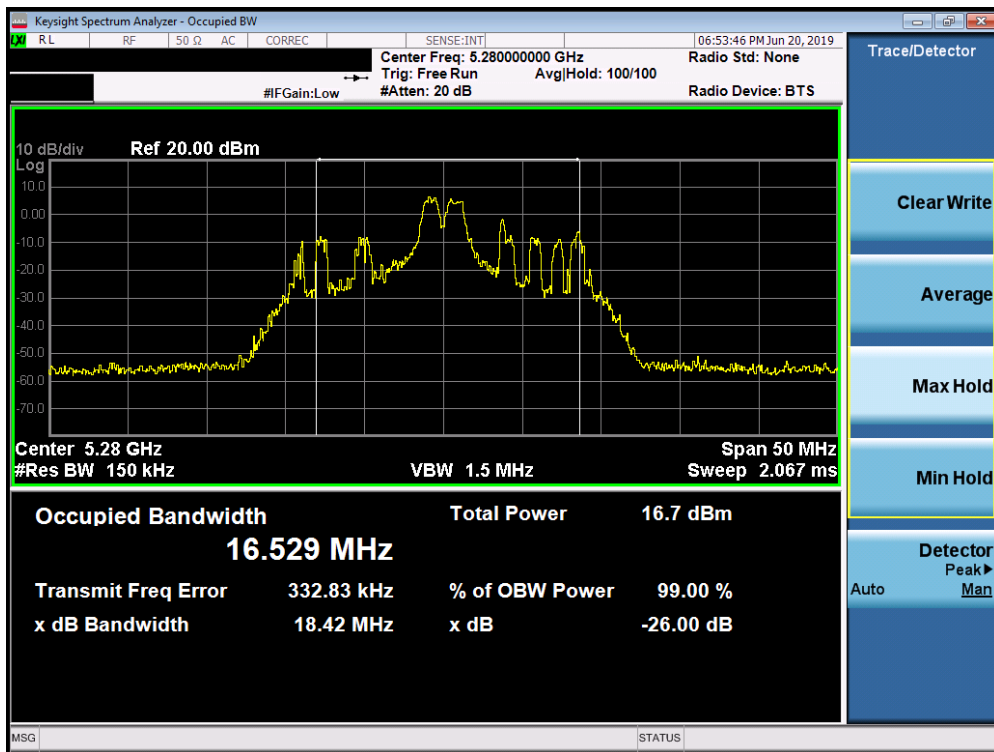 Keysight Spectrum Analyzer - Occupied BW
LXI RL RF 50 Ω AC CORREC SENSE:INT 06:53:46 PM Jun 20, 2019
Center Freq: 5.280000000 GHz Radio Std: None
Trig: Free Run Avg|Hold: 100/100
#IFGain:Low #Atten: 20 dB Radio Device: BTS
10 dB/div Ref 20.00 dBm
Log
10.0
0.00
-10.0
-20.0
-30.0
-40.0
-50.0
-60.0
-70.0
Center 5.28 GHz Span 50 MHz
#Res BW 150 kHz VBW 1.5 MHz Sweep 2.067 ms
Occupied Bandwidth Total Power 16.7 dBm
16.529 MHz
Transmit Freq Error 332.83 kHz % of OBW Power 99.00 %
x dB Bandwidth 18.42 MHz x dB -26.00 dB
MSG STATUS
Trace/Detector
Clear Write
Average
Max Hold
Min Hold
Detector
Peak▶
Auto Man